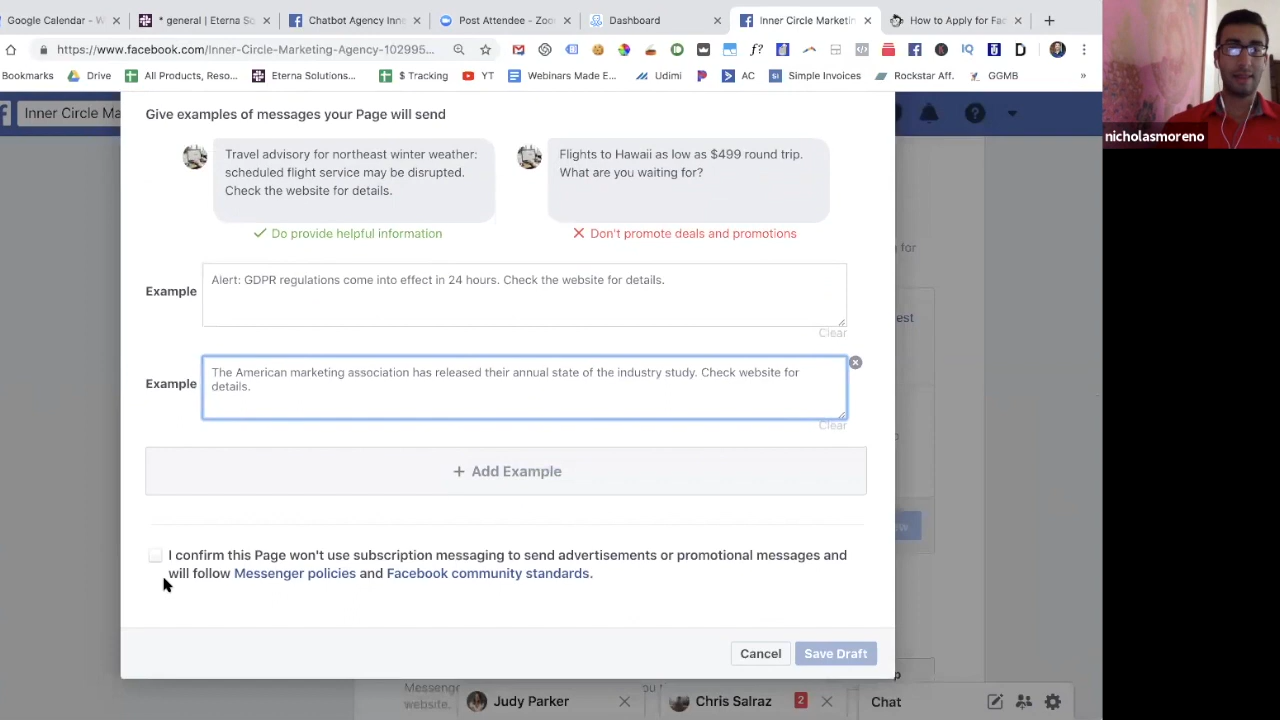 Google Calendar - W
* general | Eterna S
Chatbot Agency Inne
Post Attendee - Zoo
Dashboard
Inner Circle Marketin
How to Apply for Fac
https://www.facebook.com/Inner-Circle-Marketing-Agency-102995...
f?
IQ
D
Bookmarks
Drive
All Products, Reso...
Eterna Solutions...
$ Tracking
YT
Webinars Made E...
Udimi
AC
Simple Invoices
Rockstar Aff.
GGMB
»
Inner Circle Ma
nicholasmoreno
Give examples of messages your Page will send
Travel advisory for northeast winter weather:
scheduled flight service may be disrupted.
Check the website for details.
Flights to Hawaii as low as $499 round trip.
What are you waiting for?
Do provide helpful information
Don't promote deals and promotions
for
Example
Alert: GDPR regulations come into effect in 24 hours. Check the website for details.
est
Clear
Example
The American marketing association has released their annual state of the industry study. Check website for
details.
Clear
+ Add Example
I confirm this Page won't use subscription messaging to send advertisements or promotional messages and
will follow Messenger policies and Facebook community standards.
Cancel
Save Draft
website.
Judy Parker
Chris Salraz
2
Chat